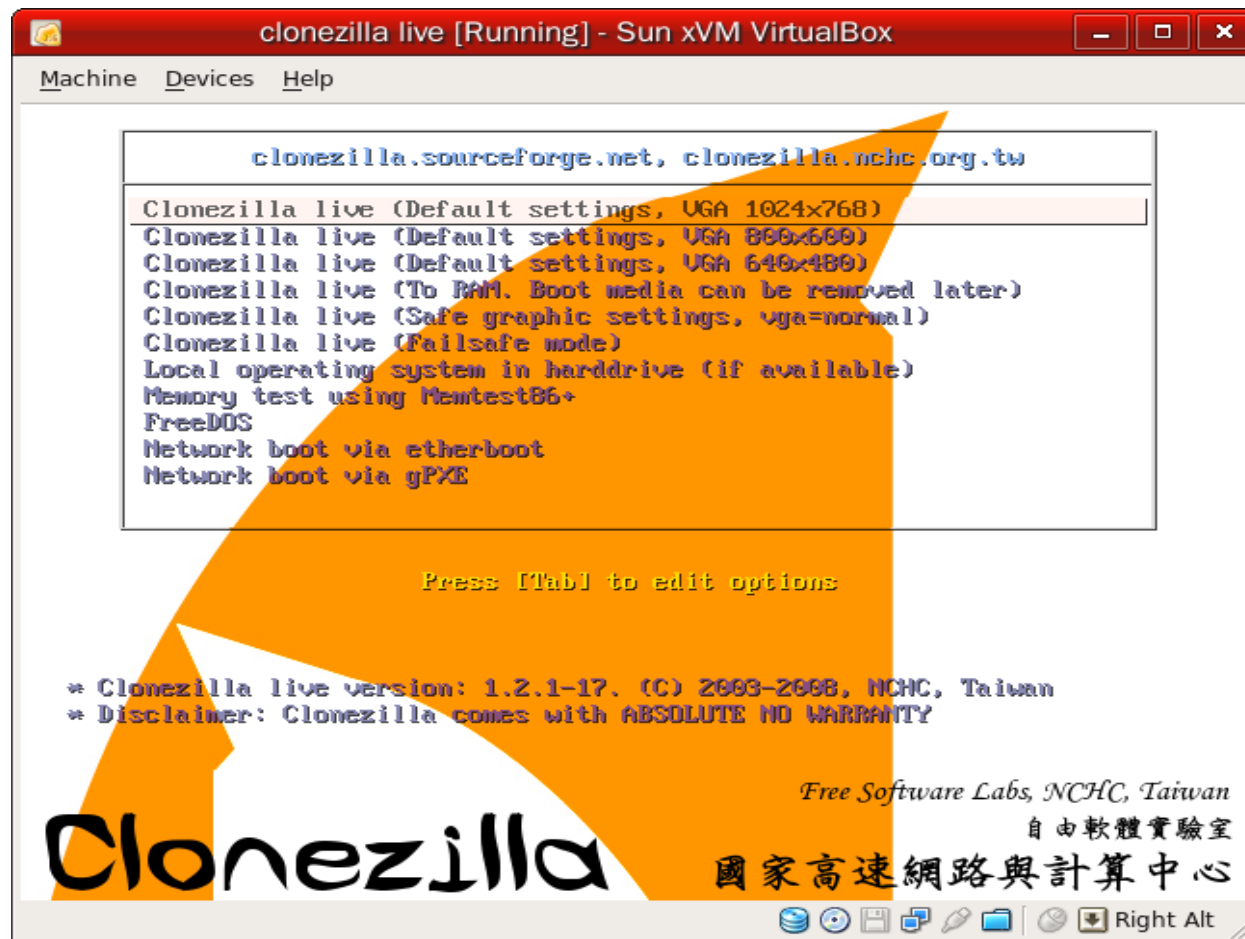 clonezilla live [Running] - Sun xVM VirtualBox
Machine Devices Help
clonezilla.sourceforge.net, clonezilla.nchc.org.tw
Clonezilla live (Default settings, VGA 1024x768)
Clonezilla live (Default settings, VGA 800x600)
Clonezilla live (Default settings, VGA 640x480)
Clonezilla live (To RAM. Boot media can be removed later)
Clonezilla live (Safe graphic settings, vga=normal)
Clonezilla live (Failsafe mode)
Local operating system in harddrive (if available)
Memory test using Memtest86+
FreeDOS
Network boot via etherboot
Network boot via gPXE
Press [Tab] to edit options
* Clonezilla live version: 1.2.1-17. (C) 2003-2008, NCHC, Taiwan
* Disclaimer: Clonezilla comes with ABSOLUTE NO WARRANTY
Free Software Labs, NCHC, Taiwan
自由軟體實驗室
Clonezilla
國家高速網路與計算中心
Right Alt